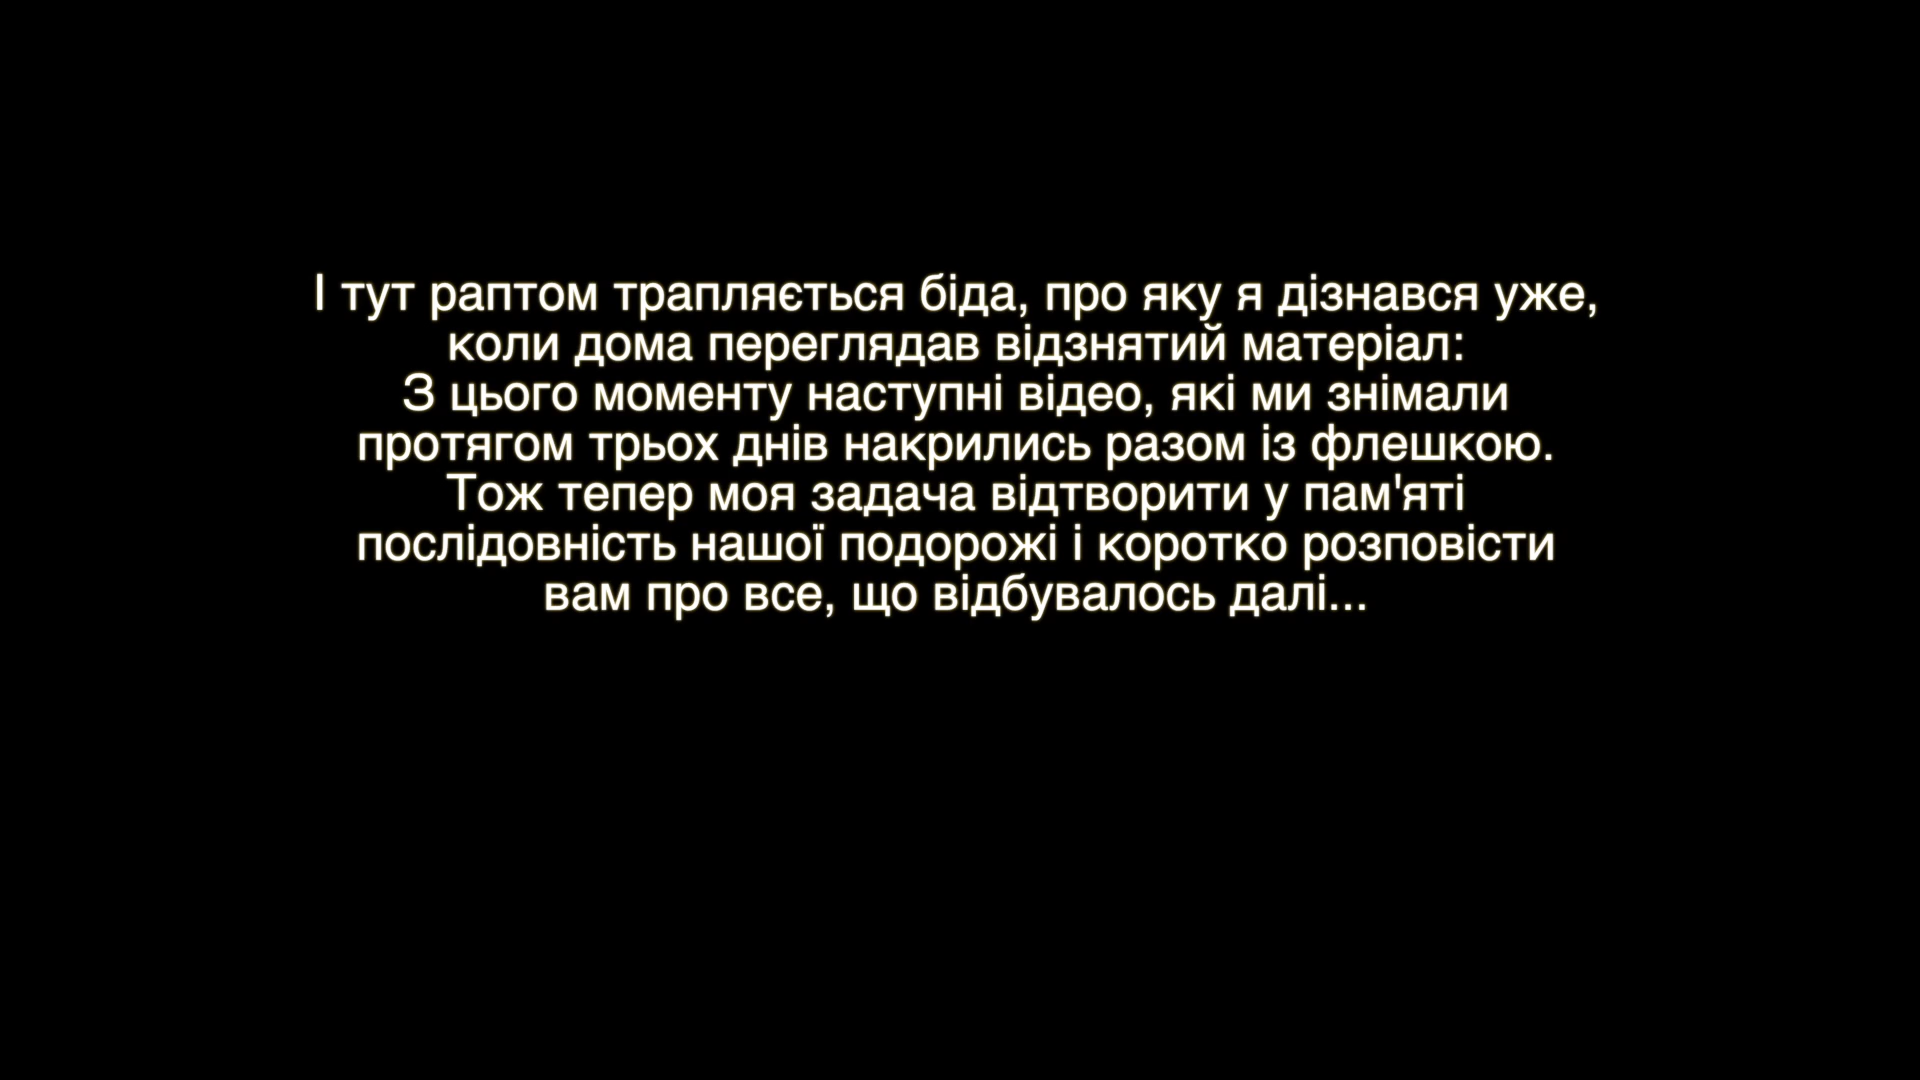 І тут раптом трапляється біда, про яку я дізнався уже,
коли дома переглядав відзнятий матеріал:
З цього моменту наступні відео, які ми знімали
протягом трьох днів накрились разом із флешкою.
Тож тепер моя задача відтворити у пам'яті
послідовність нашої подорожі і коротко розповісти
вам про все, що відбувалось далі...